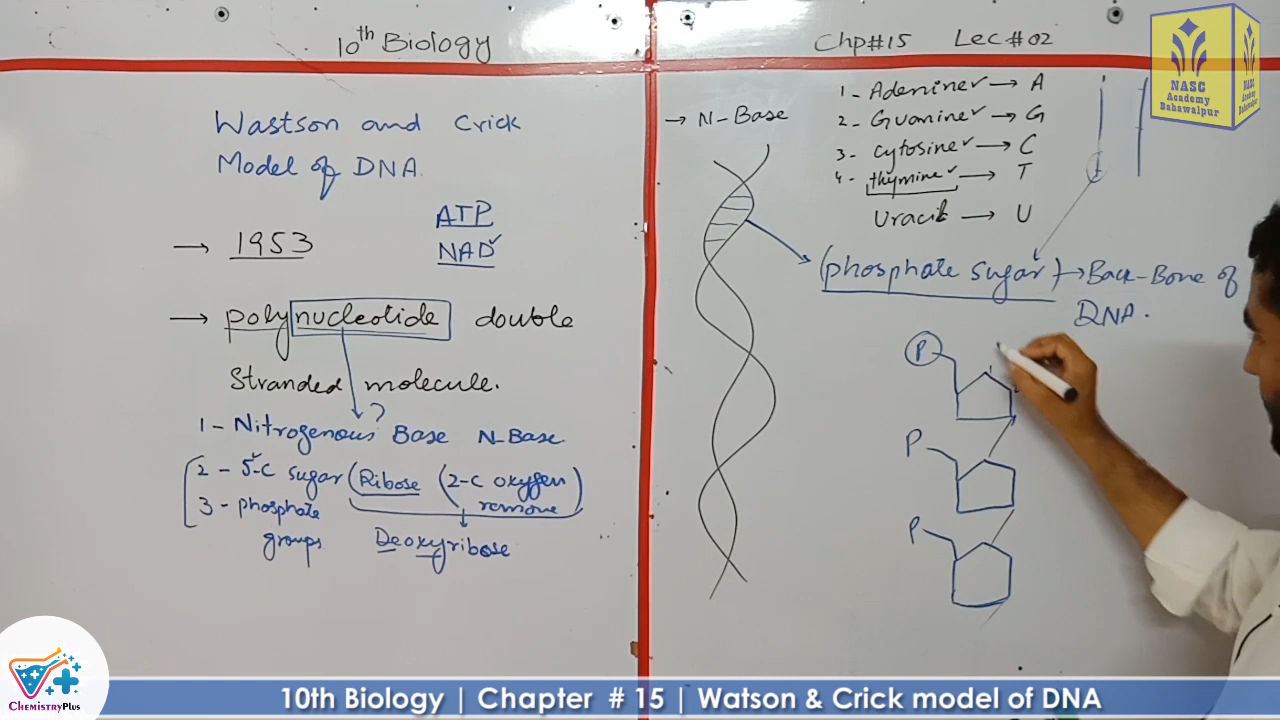 10th Biology
Wastson and Crick
Model of DNA.
→ 1953
ATP
NAD
→ polynucleotide double
Stranded molecule.
?
1- Nitrogenous Base N-Base.
2- 5-C sugar (Ribose (2-C oxygen
remove)
3- phosphate
groups
Deoxyribose
Chp#15 Lec#02
→ N-Base
1- Adenine → A
2- Guanine → G
3- cytosine → C
4- thymine → T
Uracil → U
(phosphate sugar) → Back-Bone of
DNA.
P
P
P
NASC
Academy
Bahawalpur
NASC
Academy
Bahawalpur
ChemistryPlus
10th Biology | Chapter # 15 | Watson & Crick model of DNA